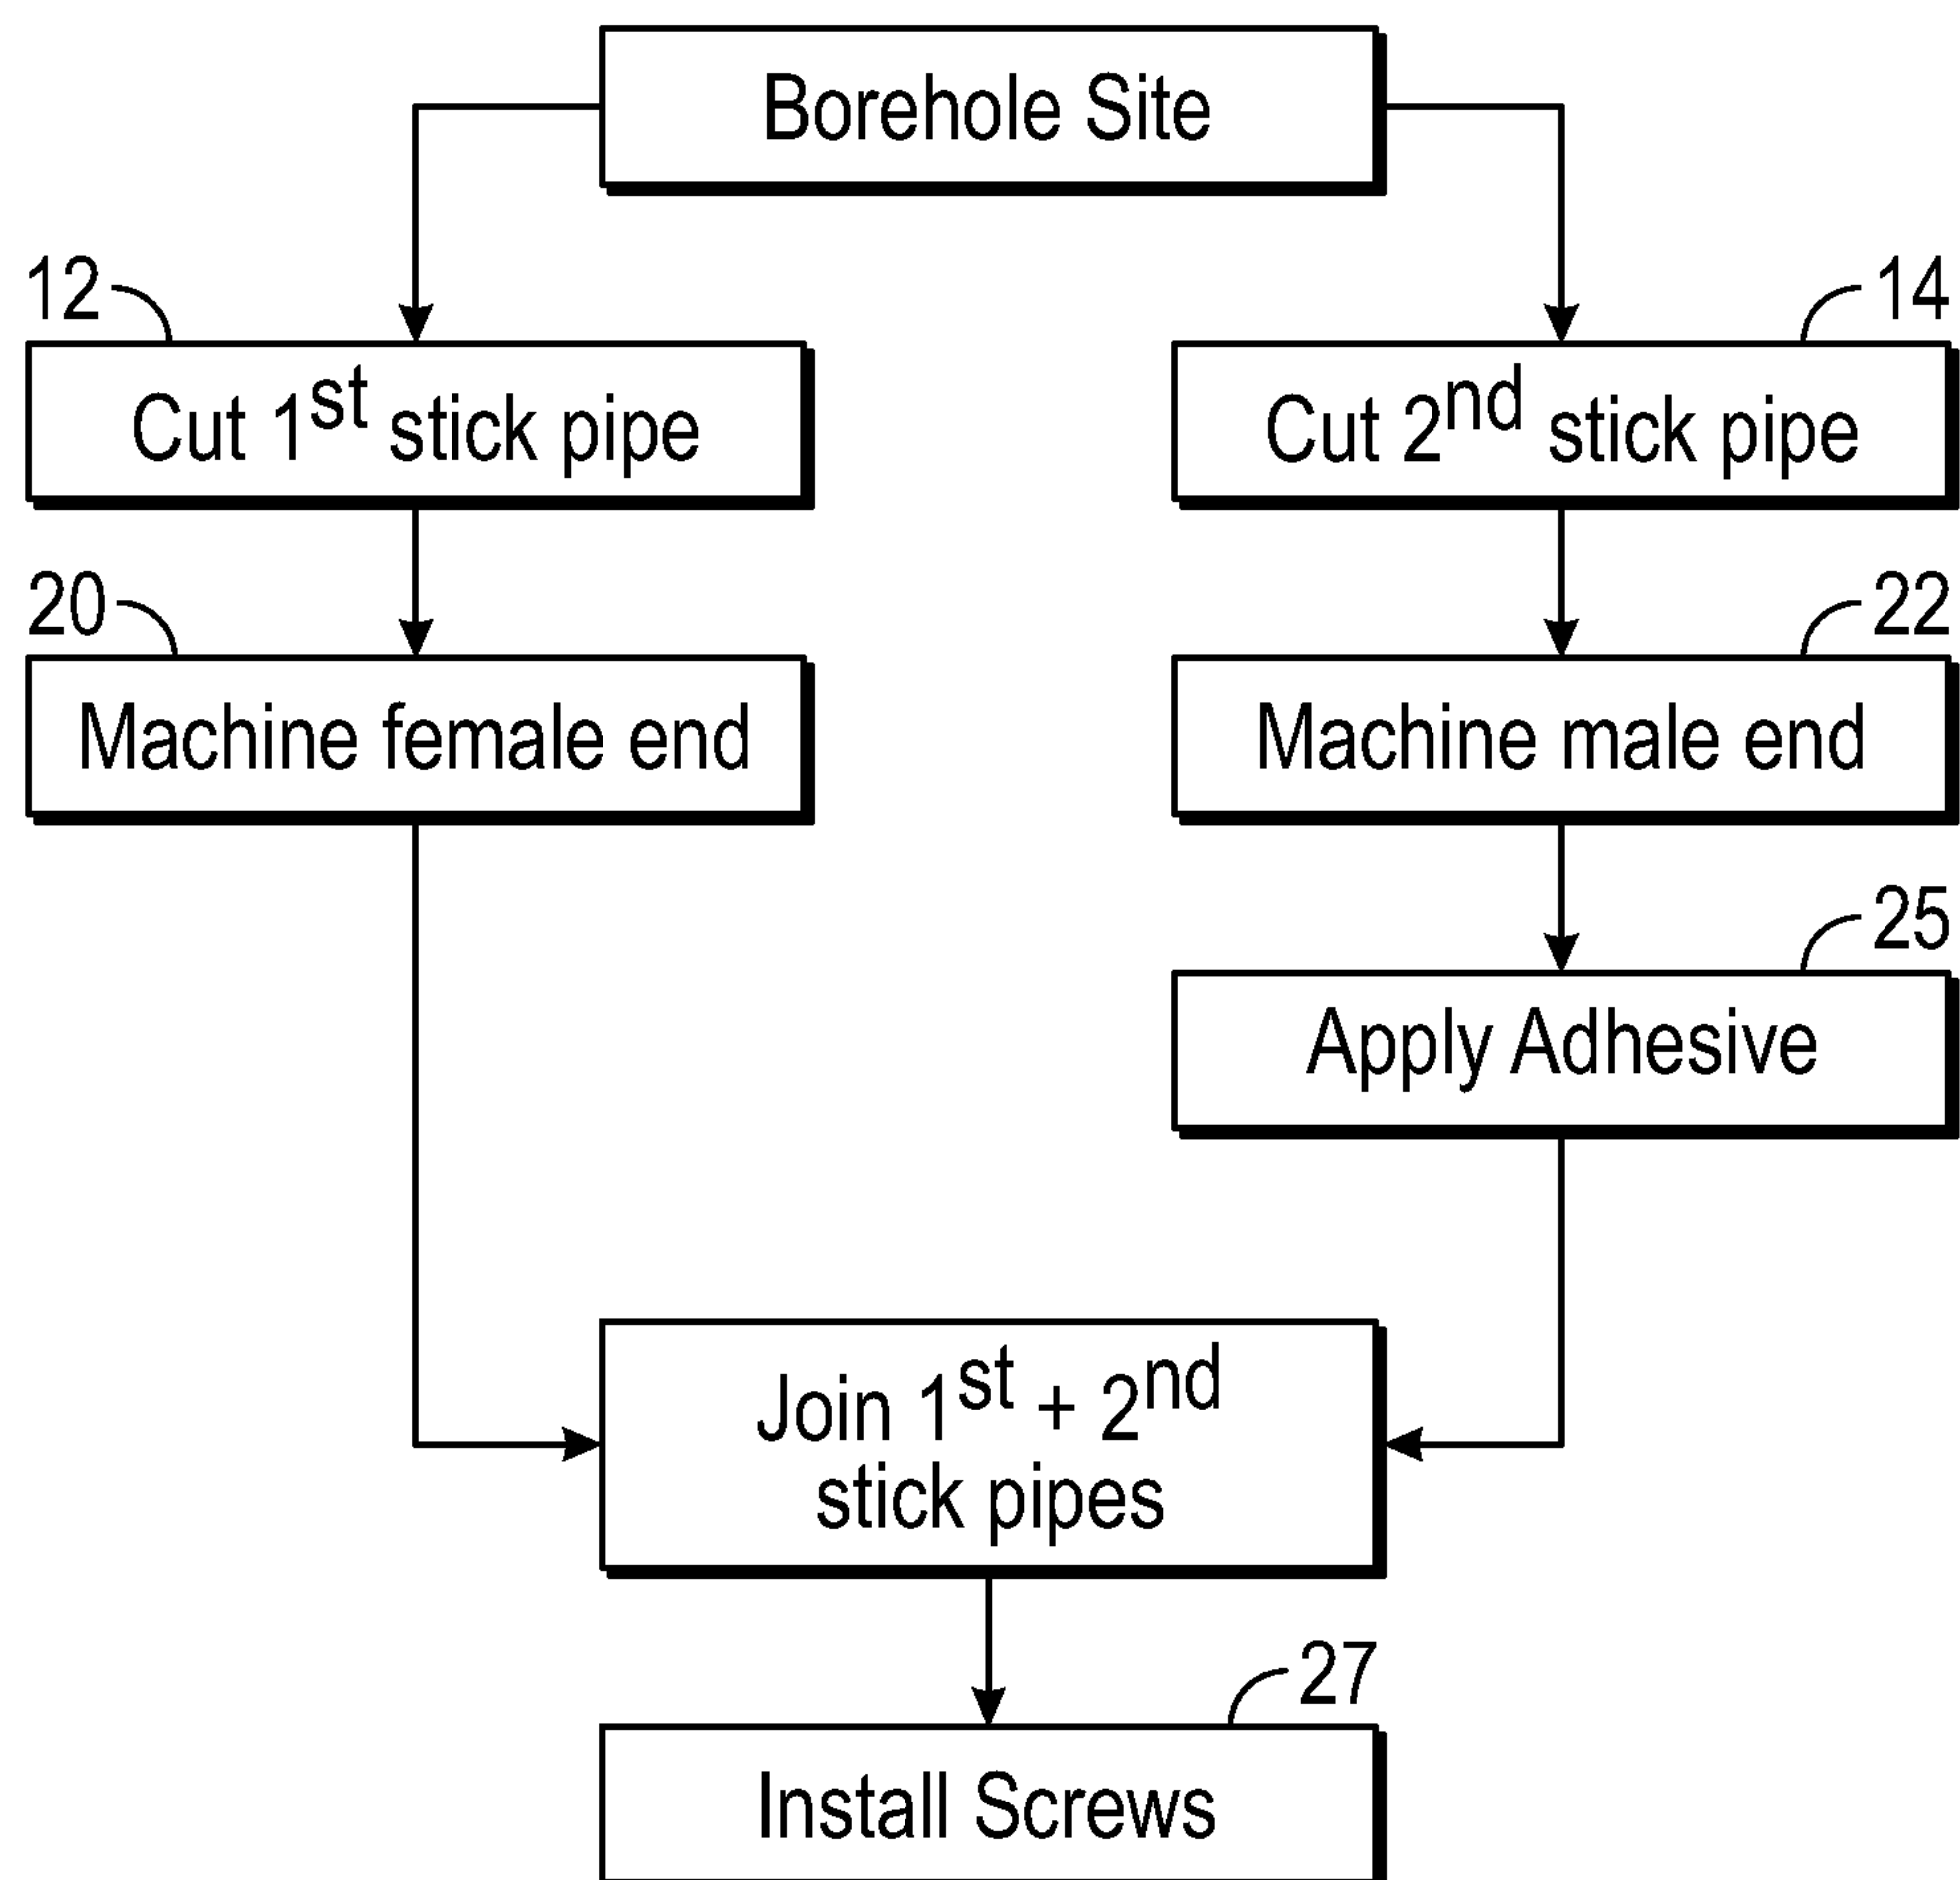 Borehole Site
12
14
Cut 1st stick pipe
Cut 2nd stick pipe
20
22
Machine female end
Machine male end
25
Apply Adhesive
Join 1st + 2nd
stick pipes
27
Install Screws